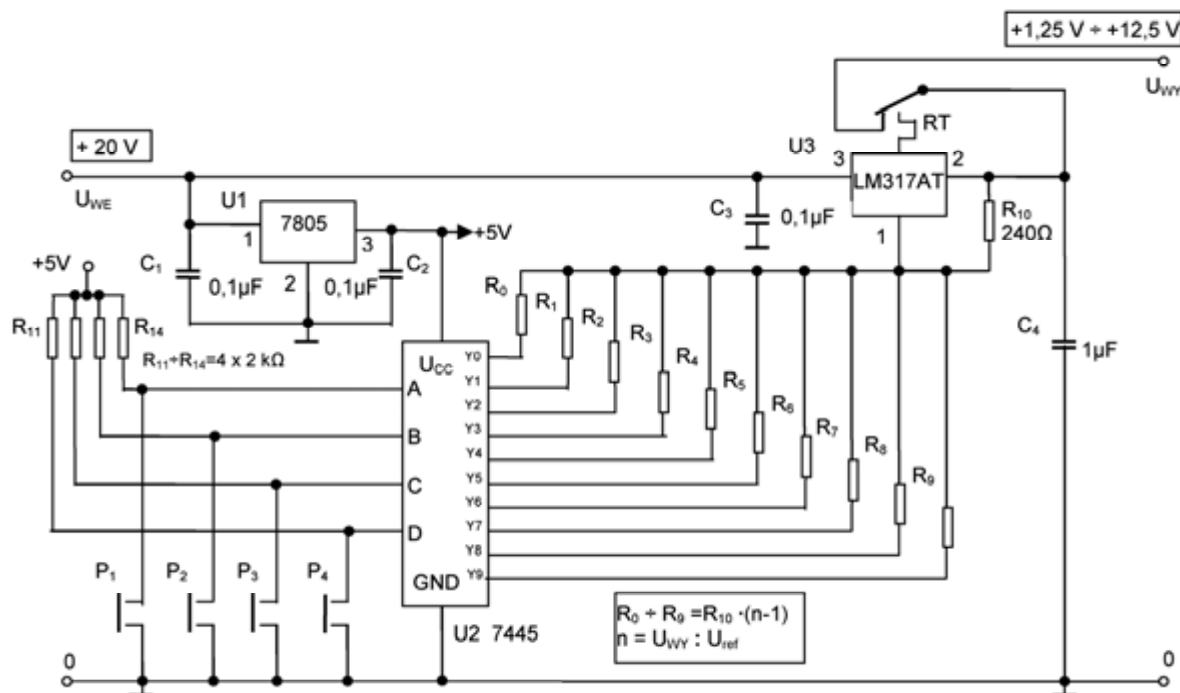 +1,25 V ÷ +12,5 V
U_WY
RT
U3
+ 20 V
3
2
LM317AT
U_WE
U1
7805
1
3
2
+5V
C₃
0,1µF
1
R₁₀
240Ω
+5V
C₁
0,1µF
0,1µF
C₂
R₀
R₁
R₂
R₃
R₄
R₅
R₆
R₇
R₈
R₉
R₁₁
R₁₄
R₁₁÷R₁₄=4 x 2 kΩ
C₄
1µF
U_CC
A
B
C
D
GND
Y0
Y1
Y2
Y3
Y4
Y5
Y6
Y7
Y8
Y9
P₁
P₂
P₃
P₄
U2 7445
R₀ ÷ R₉ =R₁₀ ·(n-1)
n = U_WY : U_ref
0
0